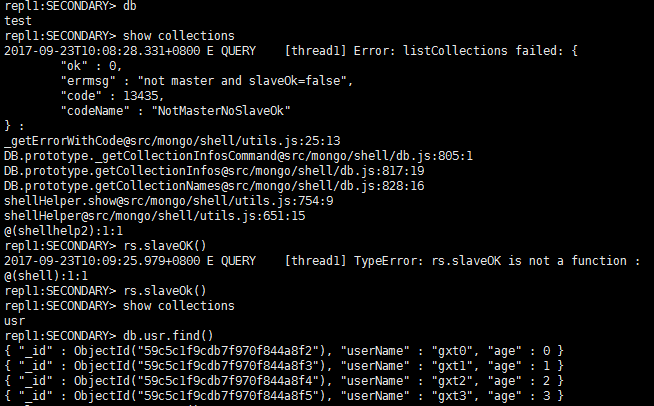 repl1:SECONDARY> db
test
repl1:SECONDARY> show collections
2017-09-23T10:08:28.331+0800 E QUERY    [thread1] Error: listCollections failed: {
        "ok" : 0,
        "errmsg" : "not master and slaveOk=false",
        "code" : 13435,
        "codeName" : "NotMasterNoSlaveOk"
} :
_getErrorWithCode@src/mongo/shell/utils.js:25:13
DB.prototype._getCollectionInfosCommand@src/mongo/shell/db.js:805:1
DB.prototype.getCollectionInfos@src/mongo/shell/db.js:817:19
DB.prototype.getCollectionNames@src/mongo/shell/db.js:828:16
shellHelper.show@src/mongo/shell/utils.js:754:9
shellHelper@src/mongo/shell/utils.js:651:15
@(shellhelp2):1:1
repl1:SECONDARY> rs.slaveOK()
2017-09-23T10:09:25.979+0800 E QUERY    [thread1] TypeError: rs.slaveOK is not a function :
@(shell):1:1
repl1:SECONDARY> rs.slaveOk()
repl1:SECONDARY> show collections
usr
repl1:SECONDARY> db.usr.find()
{ "_id" : ObjectId("59c5c1f9cdb7f970f844a8f2"), "userName" : "gxt0", "age" : 0 }
{ "_id" : ObjectId("59c5c1f9cdb7f970f844a8f3"), "userName" : "gxt1", "age" : 1 }
{ "_id" : ObjectId("59c5c1f9cdb7f970f844a8f4"), "userName" : "gxt2", "age" : 2 }
{ "_id" : ObjectId("59c5c1f9cdb7f970f844a8f5"), "userName" : "gxt3", "age" : 3 }